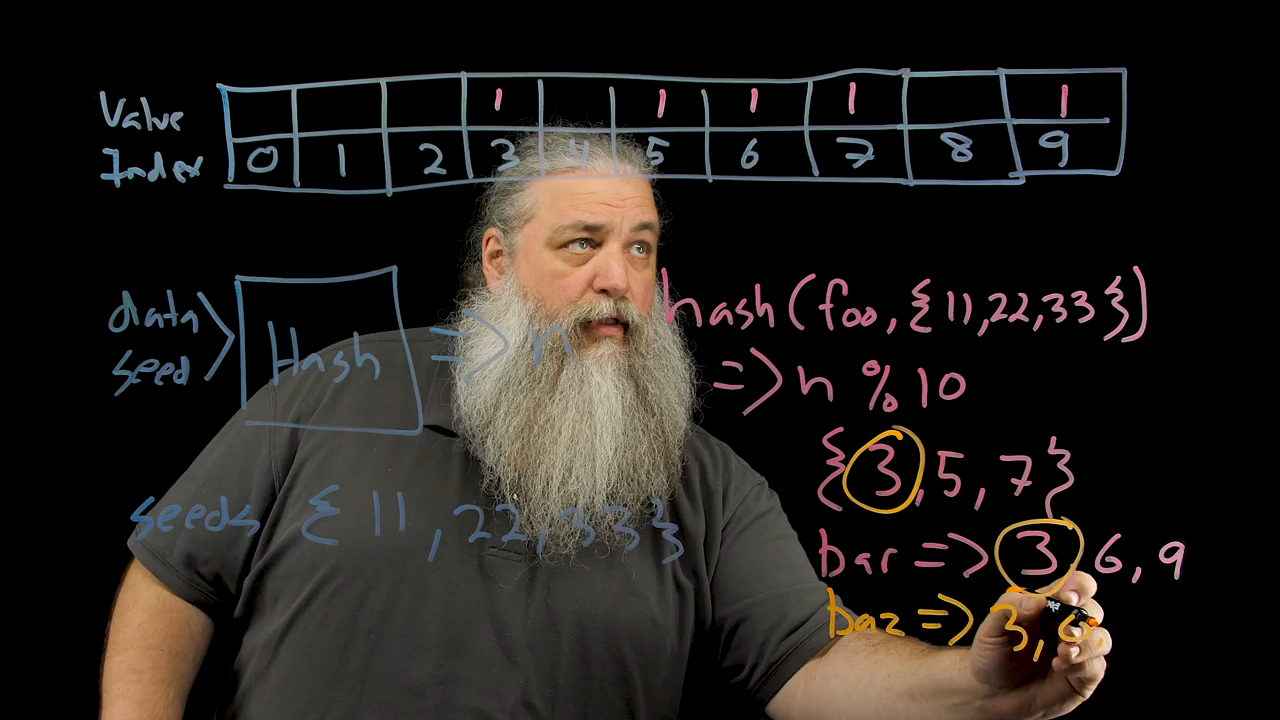 Value 1 1 1 1 1
Index 0 1 2 3 4 5 6 7 8 9
data
seed
Hash => n
seeds {11,22,33}
hash(foo,{11,22,33})
=> n % 10
{3,5,7}
bar => 3, 6, 9
baz => 3,